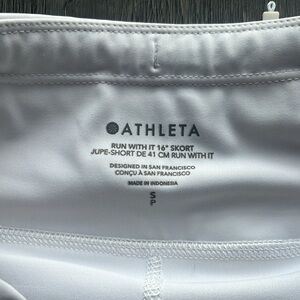 ATHLETA
RUN WITH IT 16" SKORT
JUPE-SHORT DE 41 CM RUN WITH IT
DESIGNED IN SAN FRANCISCO
CONÇU À SAN FRANCISCO
MADE IN INDONESIA
S
P